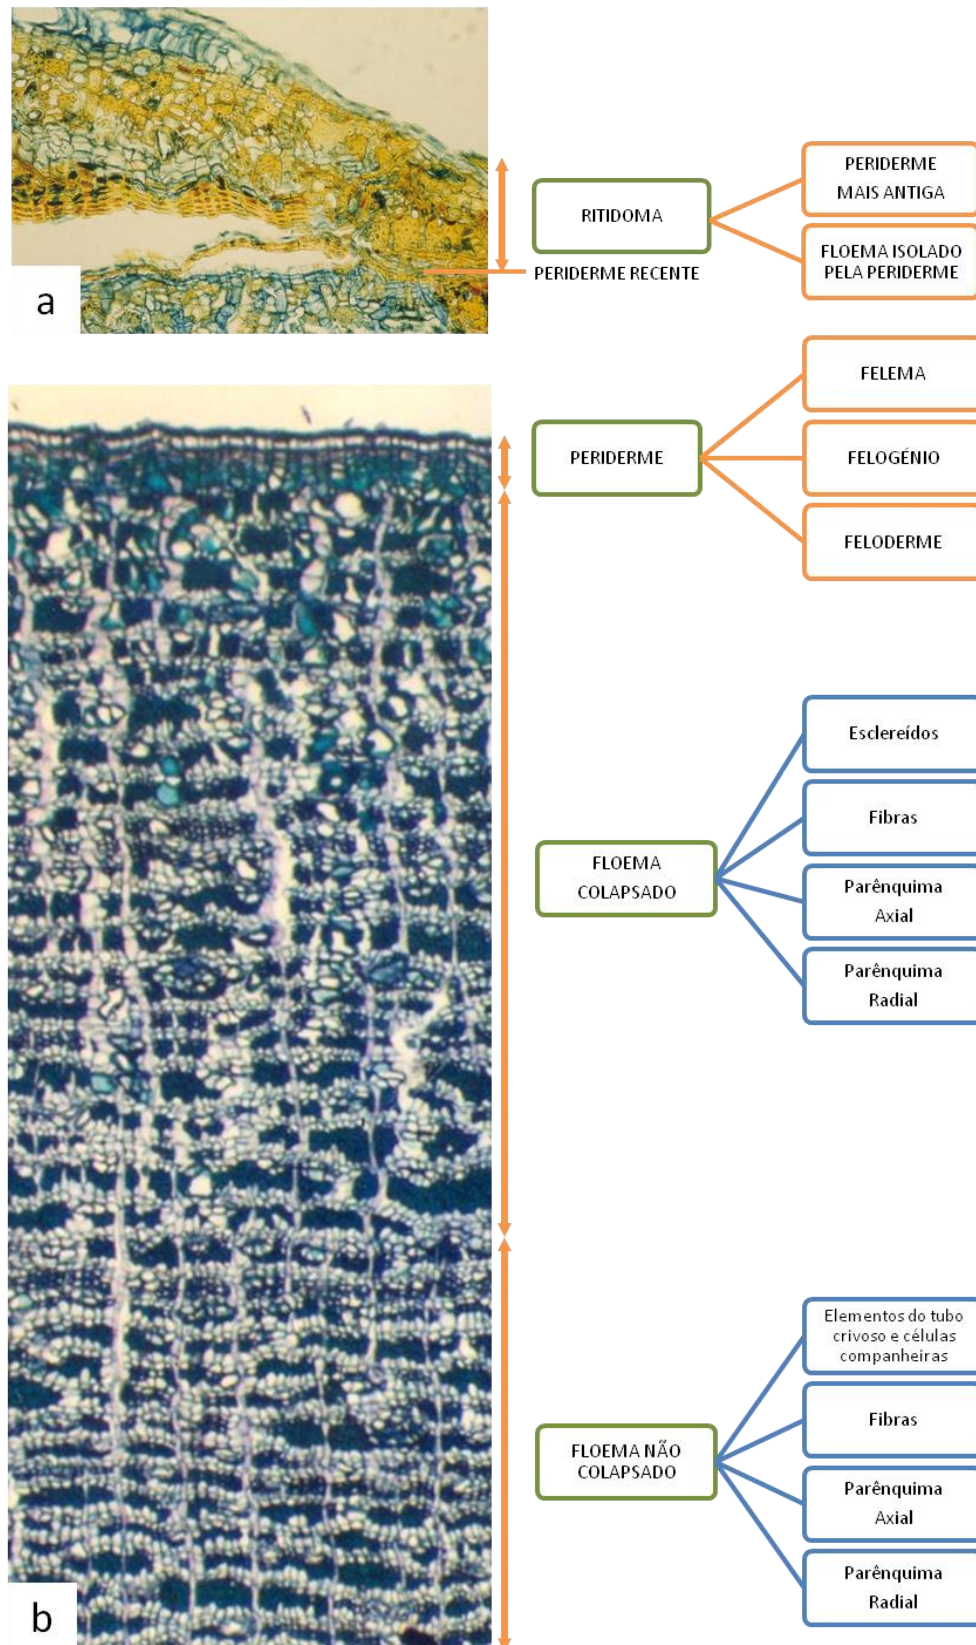 a
RITIDOMA
PERIDERME
MAIS ANTIGA
FLOEMA ISOLADO
PELA PERIDERME
PERIDERME RECENTE
PERIDERME
FELEMA
FELOGÉNIO
FELODERME
FLOEMA
COLAPSADO
Esclereídos
Fibras
Parênquima
Axial
Parênquima
Radial
FLOEMA NÃO
COLAPSADO
Elementos do tubo
crivoso e células
companheiras
Fibras
Parênquima
Axial
Parênquima
Radial
b